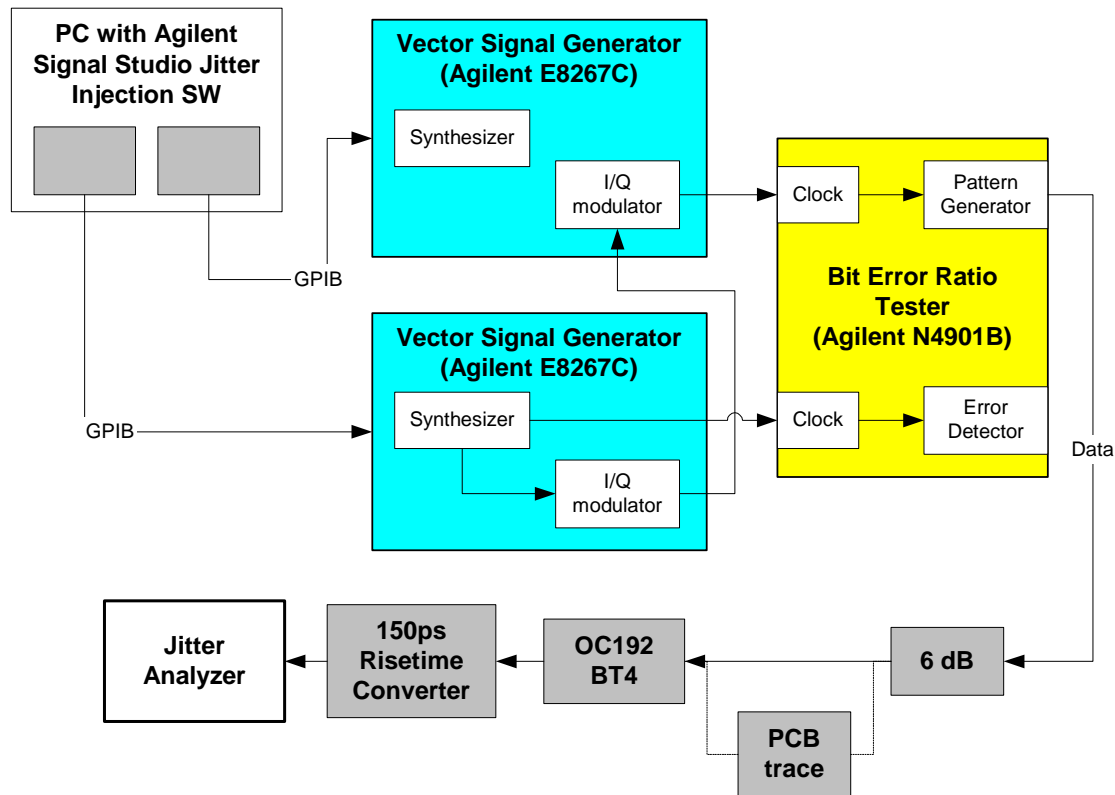 PC with Agilent
Signal Studio Jitter
Injection SW
Vector Signal Generator
(Agilent E8267C)
Synthesizer
I/Q
modulator
Clock
Pattern
Generator
GPIB
Bit Error Ratio
Tester
(Agilent N4901B)
Vector Signal Generator
(Agilent E8267C)
Synthesizer
I/Q
modulator
Clock
Error
Detector
GPIB
Data
Jitter
Analyzer
150ps
Risetime
Converter
OC192
BT4
6 dB
PCB
trace